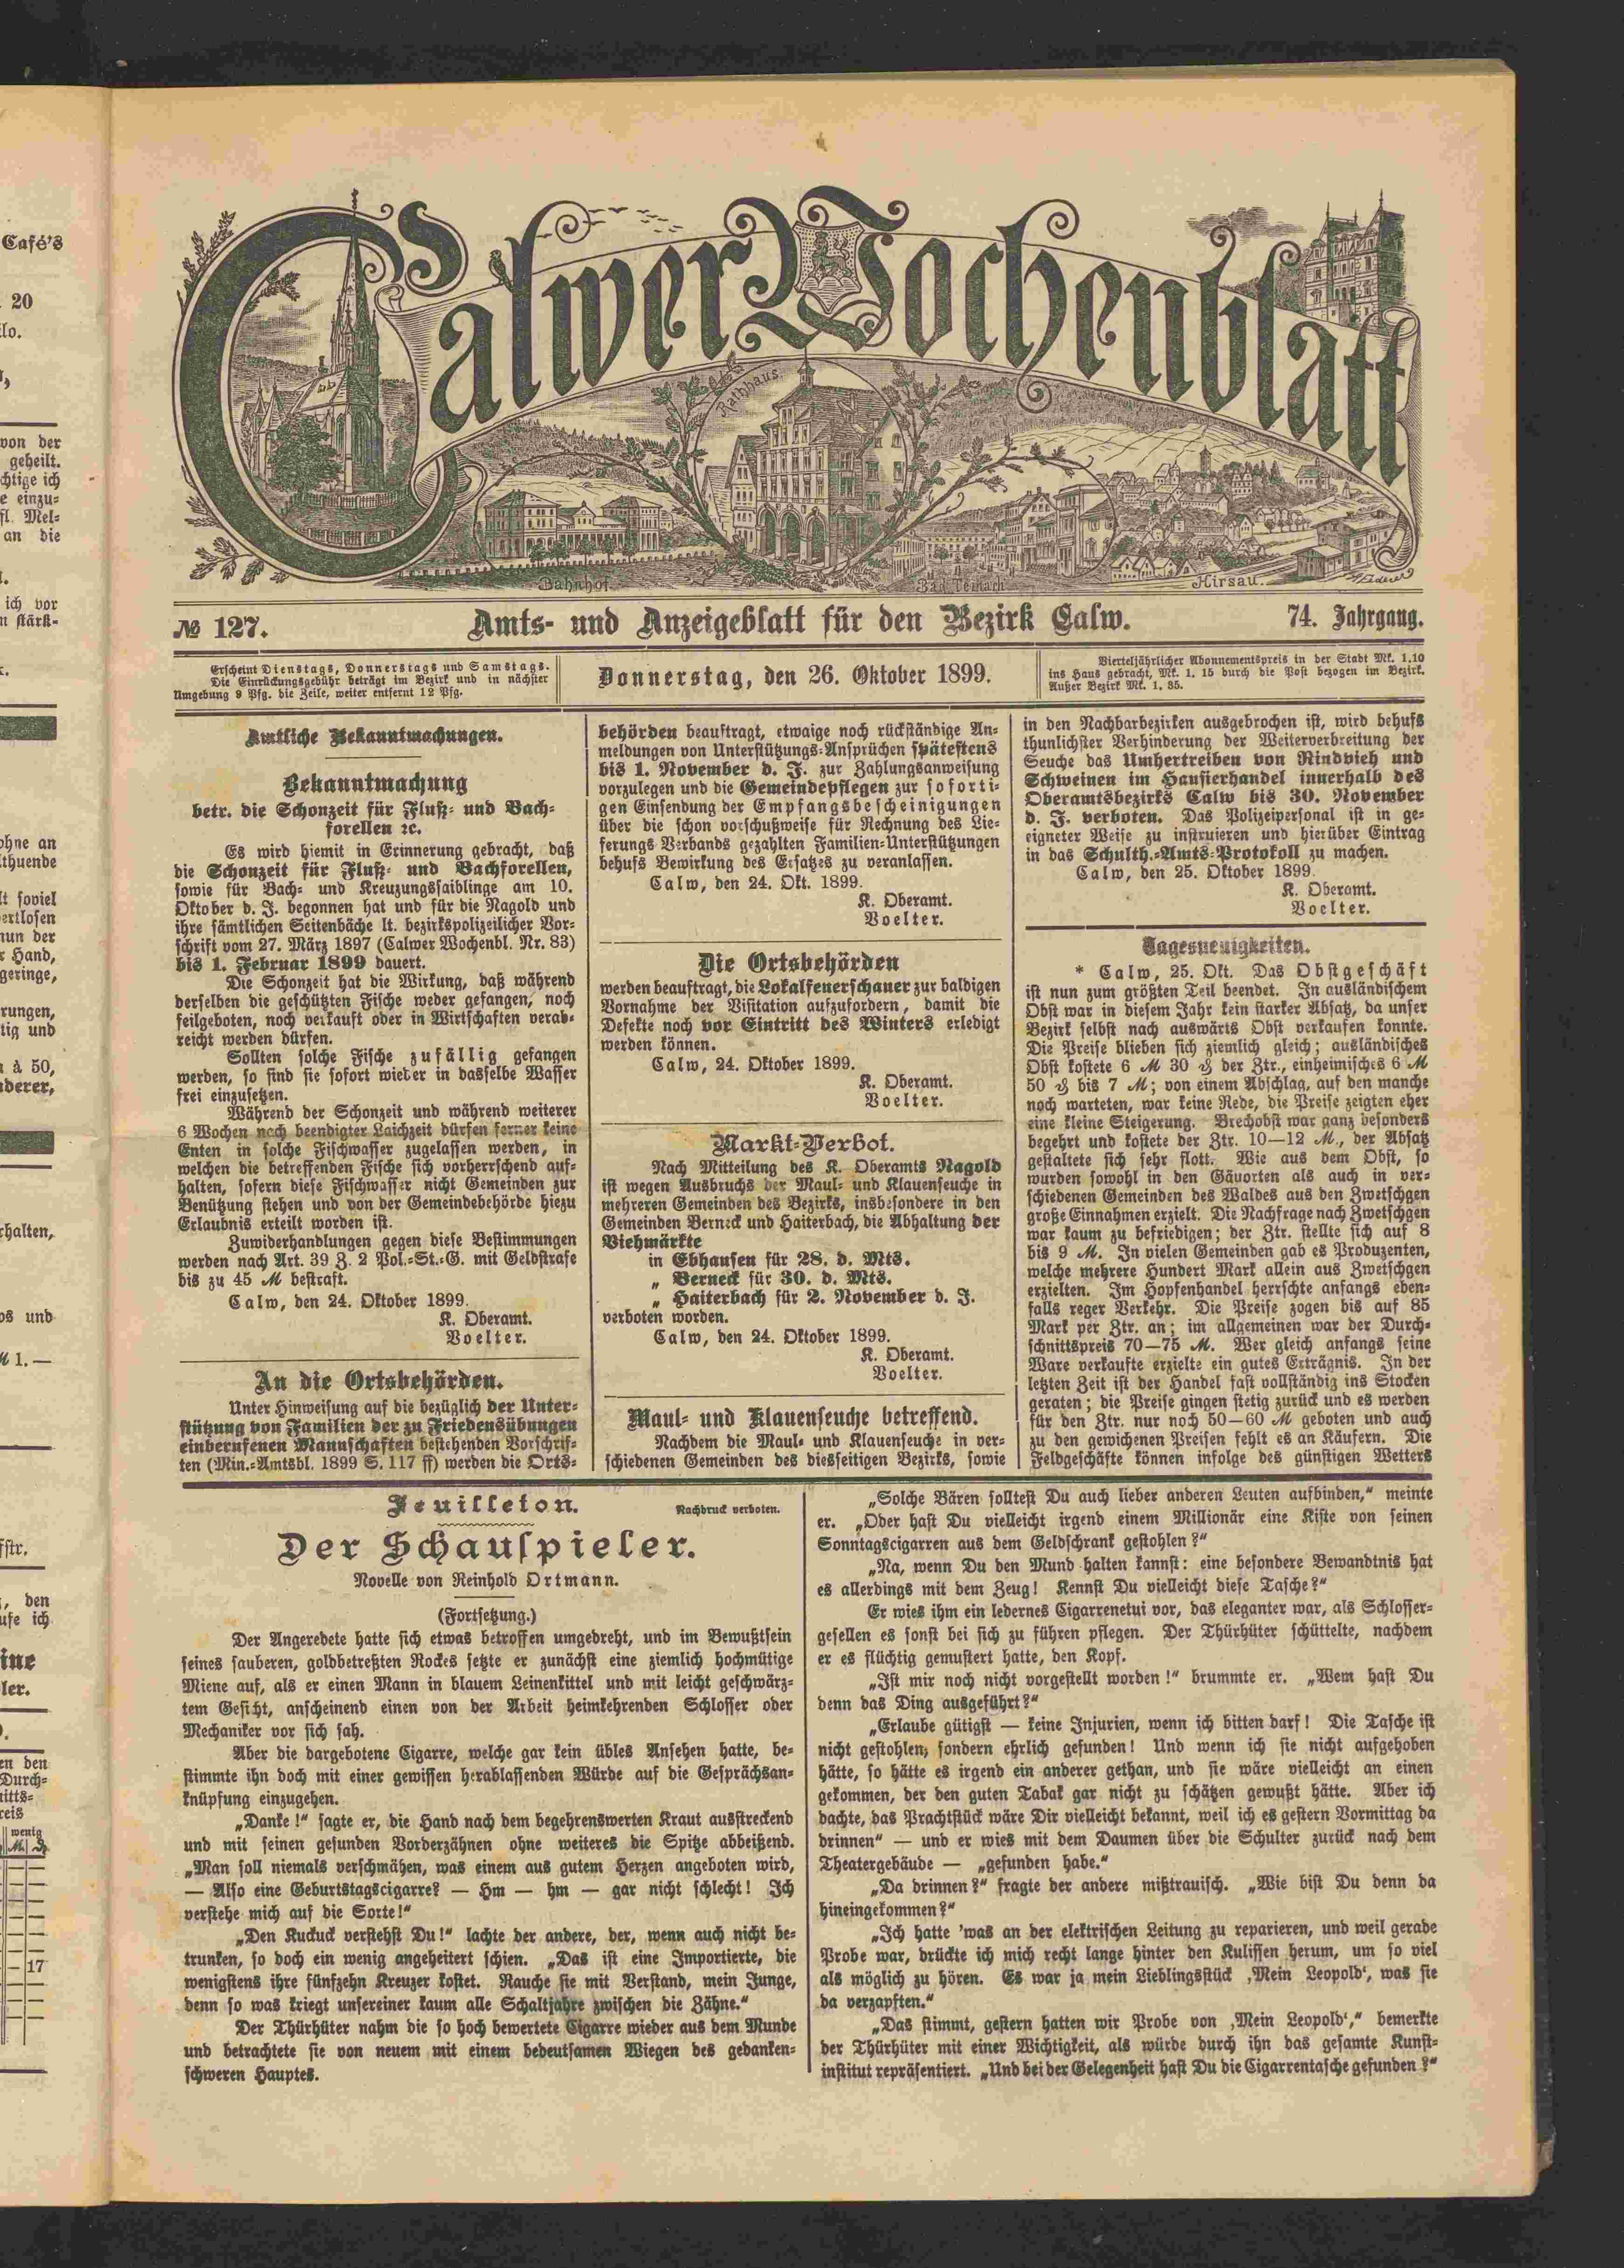 Calwer Wochenblatt
Rathhaus.
Bahnhof.
Bad Teinach
Hirsau.
№ 127.
Amts- und Anzeigeblatt für den Bezirk Calw.
74. Jahrgang.
Erscheint Dienstags, Donnerstags und Samstags.
Die Einrückungsgebühr beträgt im Bezirk und in nächster
Umgebung 9 Pfg. die Zeile, weiter entfernt 12 Pfg.
Donnerstag, den 26. Oktober 1899.
Vierteljährlicher Abonnementspreis in der Stadt Mk. 1.10
ins Haus gebracht, Mk. 1. 15 durch die Post bezogen im Bezirk.
Außer Bezirk Mk. 1. 35.
Amtliche Bekanntmachungen.
Bekanntmachung
betr. die Schonzeit für Fluß- und Bach-
forellen ꝛc.
Es wird hiemit in Erinnerung gebracht, daß
die Schonzeit für Fluß- und Bachforellen,
sowie für Bach- und Kreuzungssaiblinge am 10.
Oktober d. J. begonnen hat und für die Nagold und
ihre sämtlichen Seitenbäche lt. bezirkspolizeilicher Vor-
schrift vom 27. März 1897 (Calwer Wochenbl. Nr. 83)
bis 1. Februar 1899 dauert.
Die Schonzeit hat die Wirkung, daß während
derselben die geschützten Fische weder gefangen, noch
feilgeboten, noch verkauft oder in Wirtschaften verab-
reicht werden dürfen.
Sollten solche Fische zufällig gefangen
werden, so sind sie sofort wieder in dasselbe Wasser
frei einzusetzen.
Während der Schonzeit und während weiterer
6 Wochen nach beendigter Laichzeit dürfen ferner keine
Enten in solche Fischwasser zugelassen werden, in
welchen die betreffenden Fische sich vorherrschend auf-
halten, sofern diese Fischwasser nicht Gemeinden zur
Benützung stehen und von der Gemeindebehörde hiezu
Erlaubnis erteilt worden ist.
Zuwiderhandlungen gegen diese Bestimmungen
werden nach Art. 39 Z. 2 Pol.-St.-G. mit Geldstrafe
bis zu 45 M bestraft.
Calw, den 24. Oktober 1899.
K. Oberamt.
Voelter.
An die Ortsbehörden.
Unter Hinweisung auf die bezüglich der Unter-
stützung von Familien der zu Friedensübungen
einberufenen Mannschaften bestehenden Vorschrif-
ten (Min.-Amtsbl. 1899 S. 117 ff) werden die Orts-
behörden beauftragt, etwaige noch rückständige An-
meldungen von Unterstützungs-Ansprüchen spätestens
bis 1. November d. J. zur Zahlungsanweisung
vorzulegen und die Gemeindepflegen zur soforti-
gen Einsendung der Empfangsbescheinigungen
über die schon vorschußweise für Rechnung des Lie-
ferungs Verbands gezahlten Familien-Unterstützungen
behufs Bewirkung des Ersatzes zu veranlassen.
Calw, den 24. Okt. 1899.
K. Oberamt.
Voelter.
Die Ortsbehörden
werden beauftragt, die Lokalfeuerschauer zur baldigen
Vornahme der Visitation aufzufordern, damit die
Defekte noch vor Eintritt des Winters erledigt
werden können.
Calw, 24. Oktober 1899.
K. Oberamt.
Voelter.
Markt-Verbot.
Nach Mitteilung des K. Oberamts Nagold
ist wegen Ausbruchs der Maul- und Klauenseuche in
mehreren Gemeinden des Bezirks, insbesondere in den
Gemeinden Berneck und Haiterbach, die Abhaltung der
Viehmärkte
in Ebhausen für 28. d. Mts.
„ Berneck für 30. d. Mts.
„ Haiterbach für 2. November d. J.
verboten worden.
Calw, den 24. Oktober 1899.
K. Oberamt.
Voelter.
Maul- und Klauenseuche betreffend.
Nachdem die Maul- und Klauenseuche in ver-
schiedenen Gemeinden des diesseitigen Bezirks, sowie
in den Nachbarbezirken ausgebrochen ist, wird behufs
thunlichster Verhinderung der Weiterverbreitung der
Seuche das Umhertreiben von Rindvieh und
Schweinen im Hausierhandel innerhalb des
Oberamtsbezirks Calw bis 30. November
d. J. verboten. Das Polizeipersonal ist in ge-
eigneter Weise zu instruieren und hierüber Eintrag
in das Schulth.-Amts-Protokoll zu machen.
Calw, den 25. Oktober 1899.
K. Oberamt.
Voelter.
Tagesneuigkeiten.
* Calw, 25. Okt. Das Obstgeschäft
ist nun zum größten Teil beendet. In ausländischem
Obst war in diesem Jahr kein starker Absatz, da unser
Bezirk selbst nach auswärts Obst verkaufen konnte.
Die Preise blieben sich ziemlich gleich; ausländisches
Obst kostete 6 M 30 ₰ der Ztr., einheimisches 6 M
50 ₰ bis 7 M; von einem Abschlag, auf den manche
noch warteten, war keine Rede, die Preise zeigten eher
eine kleine Steigerung. Brechobst war ganz besonders
begehrt und kostete der Ztr. 10—12 M., der Absatz
gestaltete sich sehr flott. Wie aus dem Obst, so
wurden sowohl in den Gäuorten als auch in ver-
schiedenen Gemeinden des Waldes aus den Zwetschgen
große Einnahmen erzielt. Die Nachfrage nach Zwetschgen
war kaum zu befriedigen; der Ztr. stellte sich auf 8
bis 9 M. In vielen Gemeinden gab es Produzenten,
welche mehrere Hundert Mark allein aus Zwetschgen
erzielten. Im Hopfenhandel herrschte anfangs eben-
falls reger Verkehr. Die Preise zogen bis auf 85
Mark per Ztr. an; im allgemeinen war der Durch-
schnittspreis 70—75 M. Wer gleich anfangs seine
Ware verkaufte erzielte ein gutes Erträgnis. In der
letzten Zeit ist der Handel fast vollständig ins Stocken
geraten; die Preise gingen stetig zurück und es werden
für den Ztr. nur noch 50—60 M geboten und auch
zu den gewichenen Preisen fehlt es an Käufern. Die
Feldgeschäfte können infolge des günstigen Wetters
Feuilleton.
Nachdruck verboten.
Der Schauspieler.
Novelle von Reinhold Ortmann.
(Fortsetzung.)
Der Angeredete hatte sich etwas betroffen umgedreht, und im Bewußtsein
seines sauberen, goldbetreßten Rockes setzte er zunächst eine ziemlich hochmütige
Miene auf, als er einen Mann in blauem Leinenkittel und mit leicht geschwärz-
tem Gesicht, anscheinend einen von der Arbeit heimkehrenden Schlosser oder
Mechaniker vor sich sah.
Aber die dargebotene Cigarre, welche gar kein übles Ansehen hatte, be-
stimmte ihn doch mit einer gewissen herablassenden Würde auf die Gesprächsan-
knüpfung einzugehen.
„Danke!“ sagte er, die Hand nach dem begehrenswerten Kraut ausstreckend
und mit seinen gesunden Vorderzähnen ohne weiteres die Spitze abbeißend.
„Man soll niemals verschmähen, was einem aus gutem Herzen angeboten wird,
— Also eine Geburtstagscigarre? — Hm — hm — gar nicht schlecht! Ich
verstehe mich auf die Sorte!“
„Den Kuckuck verstehst Du!“ lachte der andere, der, wenn auch nicht be-
trunken, so doch ein wenig angeheitert schien. „Das ist eine Importierte, die
wenigstens ihre fünfzehn Kreuzer kostet. Rauche sie mit Verstand, mein Junge,
denn so was kriegt unsereiner kaum alle Schaltjahre zwischen die Zähne.“
Der Thürhüter nahm die so hoch bewertete Cigarre wieder aus dem Munde
und betrachtete sie von neuem mit einem bedeutsamen Wiegen des gedanken-
schweren Hauptes.
„Solche Bären solltest Du auch lieber anderen Leuten aufbinden,“ meinte
er. „Oder hast Du vielleicht irgend einem Millionär eine Kiste von seinen
Sonntagscigarren aus dem Geldschrank gestohlen?“
„Na, wenn Du den Mund halten kannst: eine besondere Bewandtnis hat
es allerdings mit dem Zeug! Kennst Du vielleicht diese Tasche?“
Er wies ihm ein ledernes Cigarrenetui vor, das eleganter war, als Schlosser-
gesellen es sonst bei sich zu führen pflegen. Der Thürhüter schüttelte, nachdem
er es flüchtig gemustert hatte, den Kopf.
„Ist mir noch nicht vorgestellt worden!“ brummte er. „Wem hast Du
denn das Ding ausgeführt?“
„Erlaube gütigst — keine Injurien, wenn ich bitten darf! Die Tasche ist
nicht gestohlen, sondern ehrlich gefunden! Und wenn ich sie nicht aufgehoben
hätte, so hätte es irgend ein anderer gethan, und sie wäre vielleicht an einen
gekommen, der den guten Tabak gar nicht zu schätzen gewußt hätte. Aber ich
dachte, das Prachtstück wäre Dir vielleicht bekannt, weil ich es gestern Vormittag da
drinnen“ — und er wies mit dem Daumen über die Schulter zurück nach dem
Theatergebäude — „gefunden habe.“
„Da drinnen?“ fragte der andere mißtrauisch. „Wie bist Du denn da
hineingekommen?“
„Ich hatte 'was an der elektrischen Leitung zu reparieren, und weil gerade
Probe war, drückte ich mich recht lange hinter den Kulissen herum, um so viel
als möglich zu hören. Es war ja mein Lieblingsstück ‚Mein Leopold‘, was sie
da verzapften.“
„Das stimmt, gestern hatten wir Probe von ‚Mein Leopold‘,“ bemerkte
der Thürhüter mit einer Wichtigkeit, als würde durch ihn das gesamte Kunst-
institut repräsentiert. „Und bei der Gelegenheit hast Du die Cigarrentasche gefunden?“